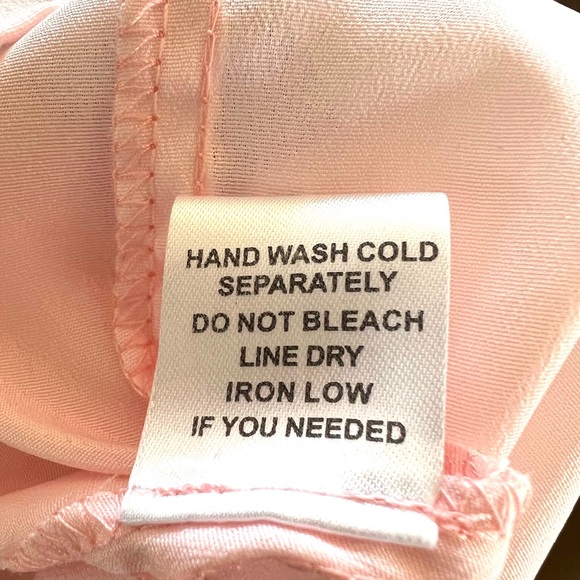 HAND WASH COLD
SEPARATELY
DO NOT BLEACH
LINE DRY
IRON LOW
IF YOU NEEDED